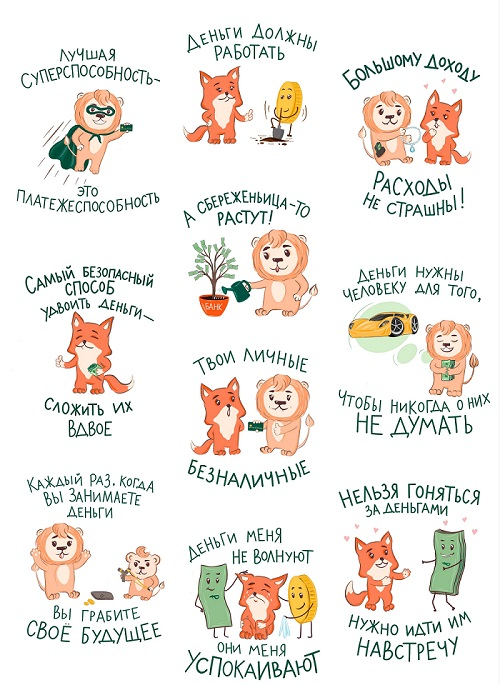 ЛУЧШАЯ
СУПЕРСПОСОБНОСТЬ–
ЭТО
ПЛАТЕЖЕСПОСОБНОСТЬ
ДЕНЬГИ ДОЛЖНЫ
РАБОТАТЬ
БОЛЬШОМУ ДОХОДУ
РАСХОДЫ
НЕ СТРАШНЫ!
А СБЕРЕЖЕНЬИЦА-ТО
РАСТУТ!
БАНК
САМЫЙ БЕЗОПАСНЫЙ
СПОСОБ
УДВОИТЬ ДЕНЬГИ–
СЛОЖИТЬ ИХ
ВДВОЕ
ТВОИ ЛИЧНЫЕ
БЕЗНАЛИЧНЫЕ
ДЕНЬГИ НУЖНЫ
ЧЕЛОВЕКУ ДЛЯ ТОГО,
ЧТОБЫ НИКОГДА О НИХ
НЕ ДУМАТЬ
КАЖДЫЙ РАЗ, КОГДА
ВЫ ЗАНИМАЕТЕ
ДЕНЬГИ
ВЫ ГРАБИТЕ
СВОЁ БУДУЩЕЕ
ДЕНЬГИ МЕНЯ
НЕ ВОЛНУЮТ
ОНИ МЕНЯ
УСПОКАИВАЮТ
НЕЛЬЗЯ ГОНЯТЬСЯ
ЗА ДЕНЬГАМИ
НУЖНО ИДТИ ИМ
НАВСТРЕЧУ